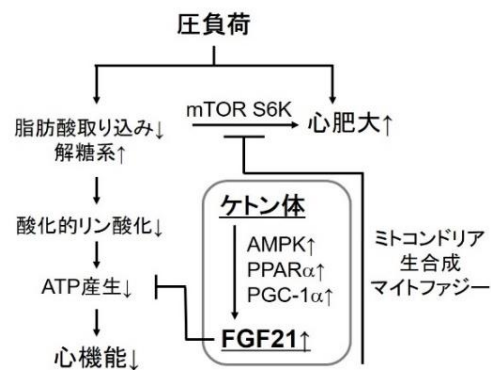 圧負荷
脂肪酸取り込み↓
解糖系↑
mTOR S6K
心肥大↑
酸化的リン酸化↓
ATP産生↓
心機能↓
ケトン体
AMPK↑
PPARα↑
PGC-1α↑
FGF21↑
ミトコンドリア
生合成
マイトファジー